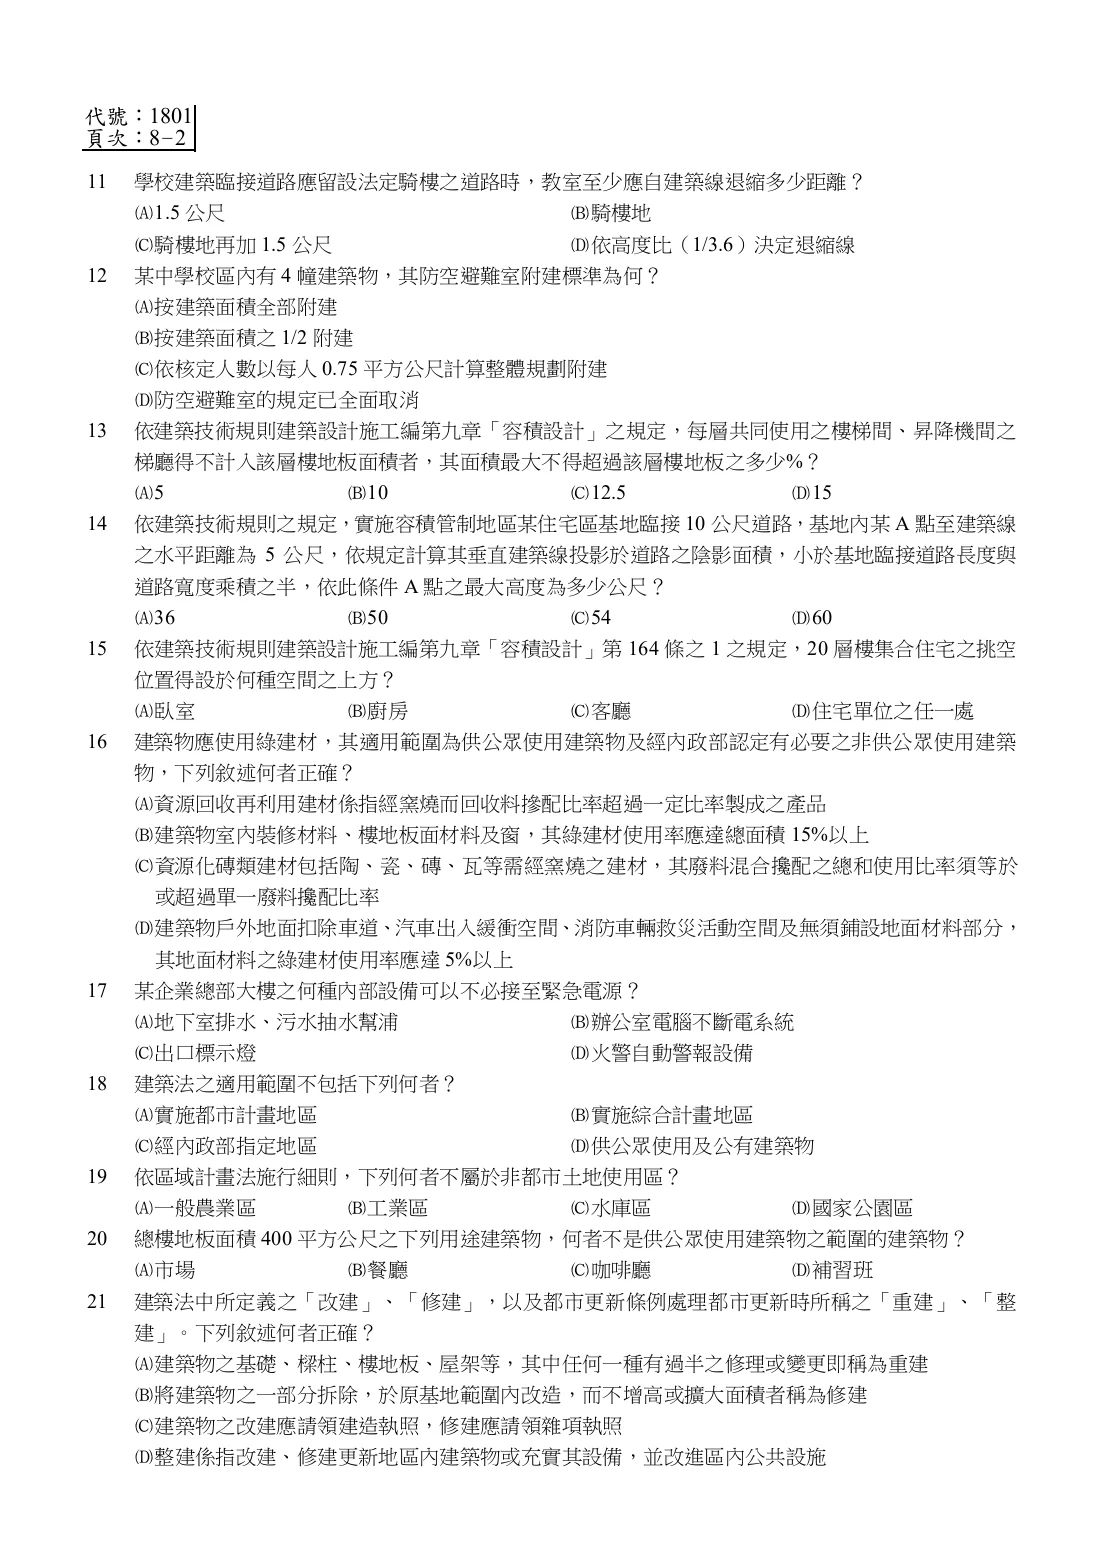 代號：1801
頁次：8－2
11 學校建築臨接道路應留設法定騎樓之道路時，教室至少應自建築線退縮多少距離？
(A)1.5 公尺 (B)騎樓地
(C)騎樓地再加 1.5 公尺 (D)依高度比（1/3.6）決定退縮線
12 某中學校區內有 4 幢建築物，其防空避難室附建標準為何？
(A)按建築面積全部附建
(B)按建築面積之 1/2 附建
(C)依核定人數以每人 0.75 平方公尺計算整體規劃附建
(D)防空避難室的規定已全面取消
13 依建築技術規則建築設計施工編第九章「容積設計」之規定，每層共同使用之樓梯間、昇降機間之
梯廳得不計入該層樓地板面積者，其面積最大不得超過該層樓地板之多少%？
(A)5 (B)10 (C)12.5 (D)15
14 依建築技術規則之規定，實施容積管制地區某住宅區基地臨接 10 公尺道路，基地內某 A 點至建築線
之水平距離為 5 公尺，依規定計算其垂直建築線投影於道路之陰影面積，小於基地臨接道路長度與
道路寬度乘積之半，依此條件 A 點之最大高度為多少公尺？
(A)36 (B)50 (C)54 (D)60
15 依建築技術規則建築設計施工編第九章「容積設計」第 164 條之 1 之規定，20 層樓集合住宅之挑空
位置得設於何種空間之上方？
(A)臥室 (B)廚房 (C)客廳 (D)住宅單位之任一處
16 建築物應使用綠建材，其適用範圍為供公眾使用建築物及經內政部認定有必要之非供公眾使用建築
物，下列敘述何者正確？
(A)資源回收再利用建材係指經窯燒而回收料摻配比率超過一定比率製成之產品
(B)建築物室內裝修材料、樓地板面材料及窗，其綠建材使用率應達總面積 15%以上
(C)資源化磚類建材包括陶、瓷、磚、瓦等需經窯燒之建材，其廢料混合攙配之總和使用比率須等於
或超過單一廢料攙配比率
(D)建築物戶外地面扣除車道、汽車出入緩衝空間、消防車輛救災活動空間及無須鋪設地面材料部分，
其地面材料之綠建材使用率應達 5%以上
17 某企業總部大樓之何種內部設備可以不必接至緊急電源？
(A)地下室排水、污水抽水幫浦 (B)辦公室電腦不斷電系統
(C)出口標示燈 (D)火警自動警報設備
18 建築法之適用範圍不包括下列何者？
(A)實施都市計畫地區 (B)實施綜合計畫地區
(C)經內政部指定地區 (D)供公眾使用及公有建築物
19 依區域計畫法施行細則，下列何者不屬於非都市土地使用區？
(A)一般農業區 (B)工業區 (C)水庫區 (D)國家公園區
20 總樓地板面積 400 平方公尺之下列用途建築物，何者不是供公眾使用建築物之範圍的建築物？
(A)市場 (B)餐廳 (C)咖啡廳 (D)補習班
21 建築法中所定義之「改建」、「修建」，以及都市更新條例處理都市更新時所稱之「重建」、「整
建」。下列敘述何者正確？
(A)建築物之基礎、樑柱、樓地板、屋架等，其中任何一種有過半之修理或變更即稱為重建
(B)將建築物之一部分拆除，於原基地範圍內改造，而不增高或擴大面積者稱為修建
(C)建築物之改建應請領建造執照，修建應請領雜項執照
(D)整建係指改建、修建更新地區內建築物或充實其設備，並改進區內公共設施